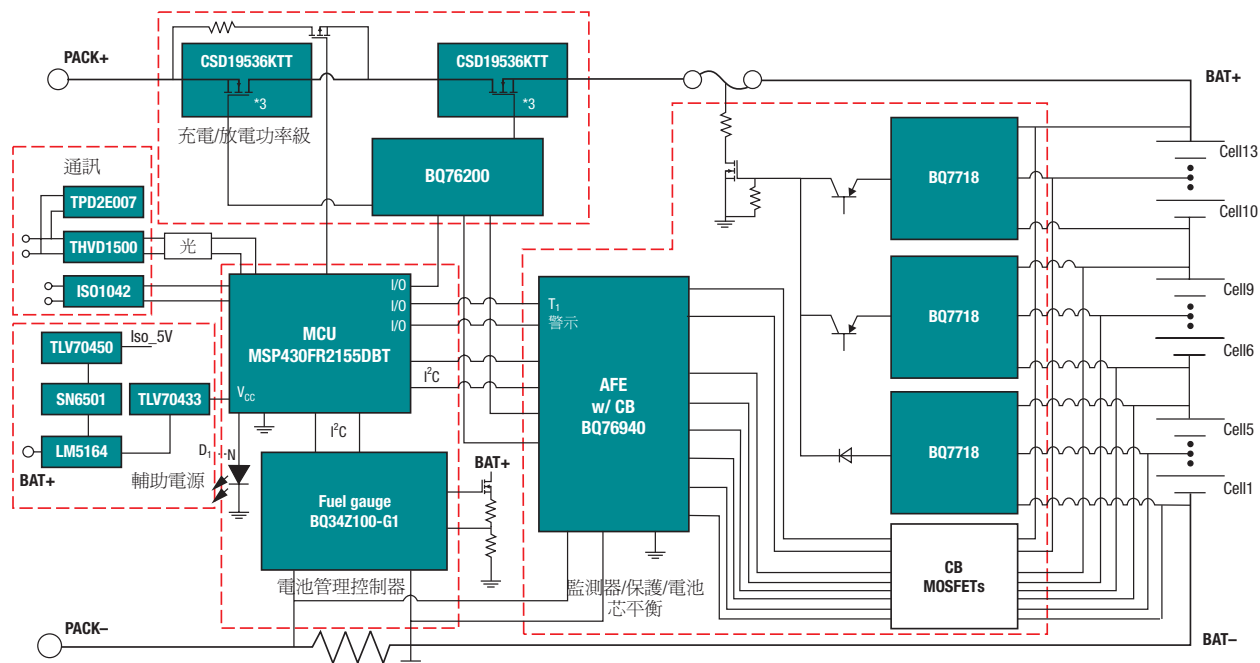 PACK+
CSD19536KTT
*3
CSD19536KTT
*3
充電/放電功率級
BQ76200
BAT+
通訊
TPD2E007
THVD1500
光
ISO1042
TLV70450
Iso_5V
SN6501
TLV70433
LM5164
BAT+
輔助電源
I/O
I/O
I/O
MCU
MSP430FR2155DBT
VCC
I²C
I²C
D1...N
Fuel gauge
BQ34Z100-G1
BAT+
電池管理控制器
T1
警示
AFE
w/ CB
BQ76940
監測器/保護/電池
芯平衡
BQ7718
BQ7718
BQ7718
CB
MOSFETs
Cell13
Cell10
Cell9
Cell6
Cell5
Cell1
PACK–
BAT–